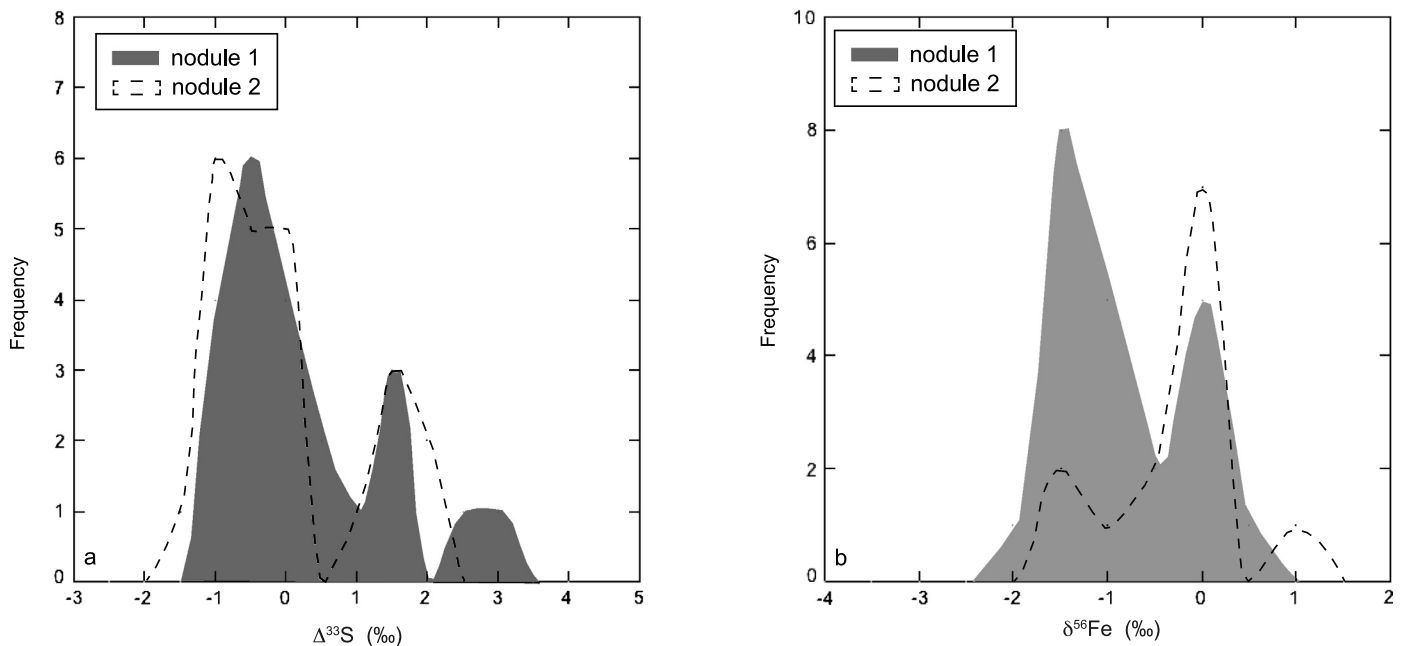 8
7
6
5
4
3
2
1
0
-3 -2 -1 0 1 2 3 4 5
Frequency
Δ³³S (‰)
nodule 1
nodule 2
a
10
8
6
4
2
0
-4 -3 -2 -1 0 1 2
Frequency
δ⁵⁶Fe (‰)
nodule 1
nodule 2
b